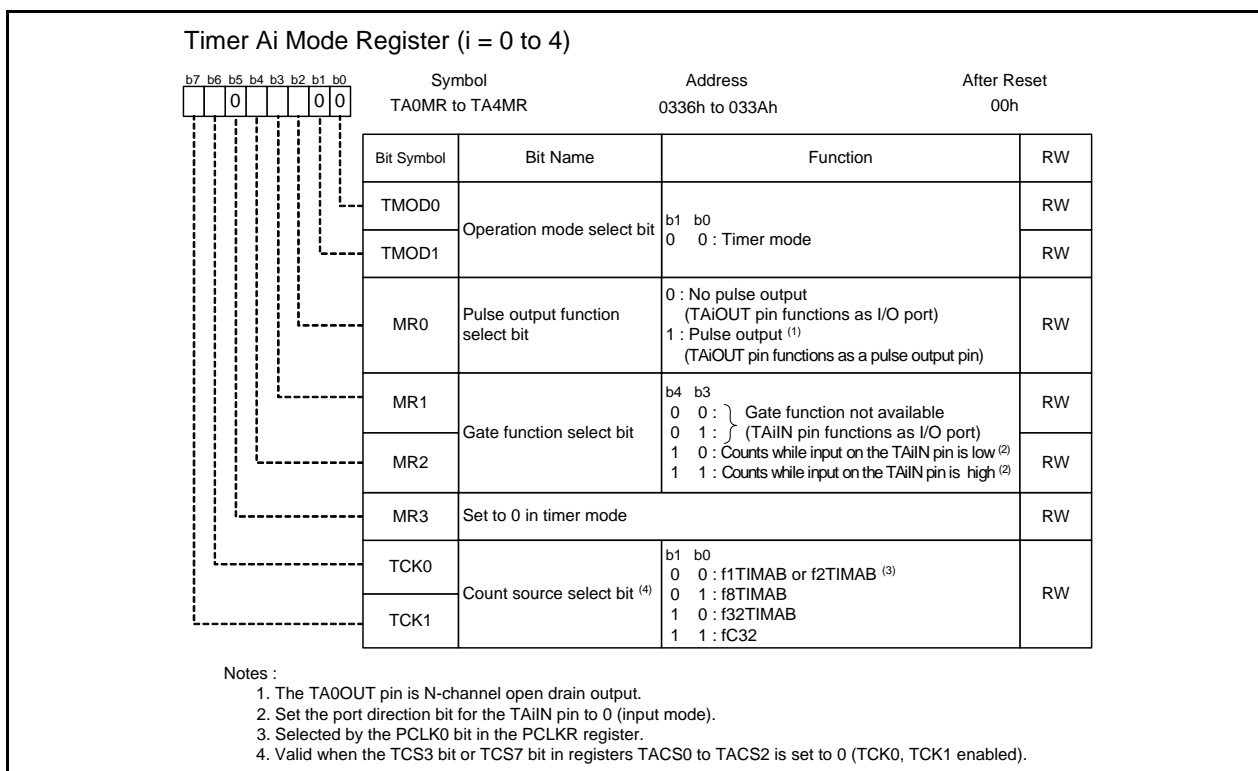 Timer Ai Mode Register (i = 0 to 4)
b7 b6 b5 b4 b3 b2 b1 b0
0 0 0
Symbol Address After Reset
TA0MR to TA4MR 0336h to 033Ah 00h
Bit Symbol Bit Name Function RW
TMOD0 RW
Operation mode select bit
b1 b0
0 0 : Timer mode
TMOD1 RW
MR0
Pulse output function
select bit
0 : No pulse output
(TAiOUT pin functions as I/O port)
1 : Pulse output (1)
(TAiOUT pin functions as a pulse output pin)
RW
MR1 RW
Gate function select bit
b4 b3
0 0 : Gate function not available
0 1 : (TAiIN pin functions as I/O port)
1 0 : Counts while input on the TAiIN pin is low (2)
1 1 : Counts while input on the TAiIN pin is high (2)
MR2 RW
MR3 Set to 0 in timer mode RW
TCK0
Count source select bit (4)
b1 b0
0 0 : f1TIMAB or f2TIMAB (3)
0 1 : f8TIMAB
1 0 : f32TIMAB
1 1 : fC32
RW
TCK1
Notes :
1. The TA0OUT pin is N-channel open drain output.
2. Set the port direction bit for the TAiIN pin to 0 (input mode).
3. Selected by the PCLK0 bit in the PCLKR register.
4. Valid when the TCS3 bit or TCS7 bit in registers TACS0 to TACS2 is set to 0 (TCK0, TCK1 enabled).